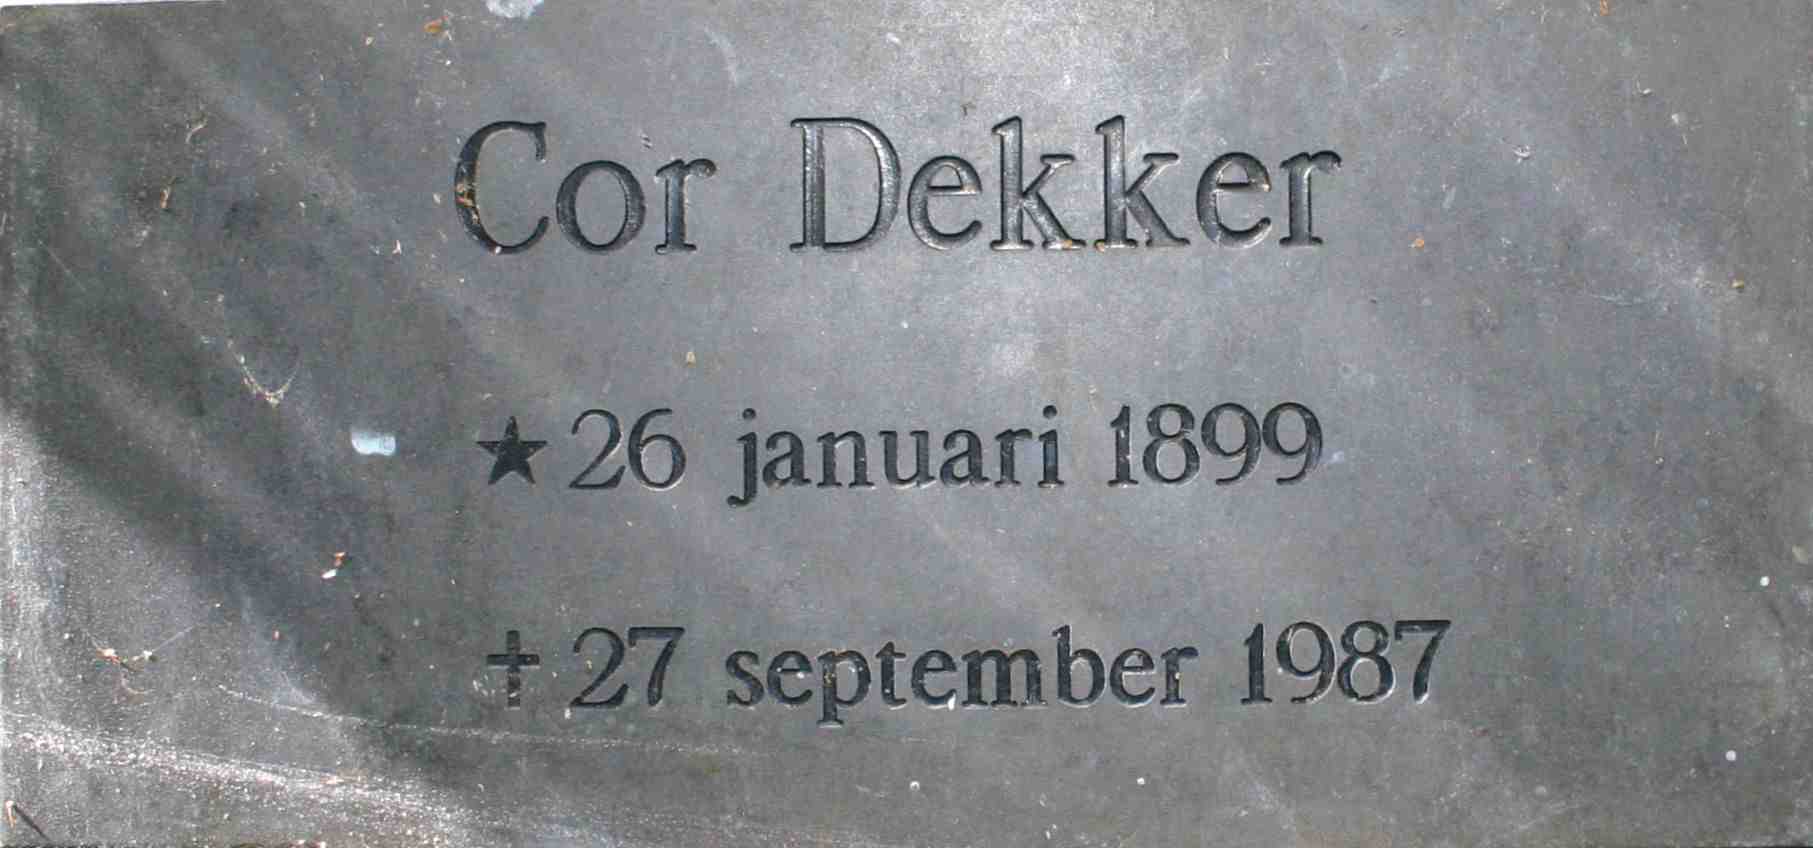 Cor Dekker
★ 26 januari 1899
† 27 september 1987